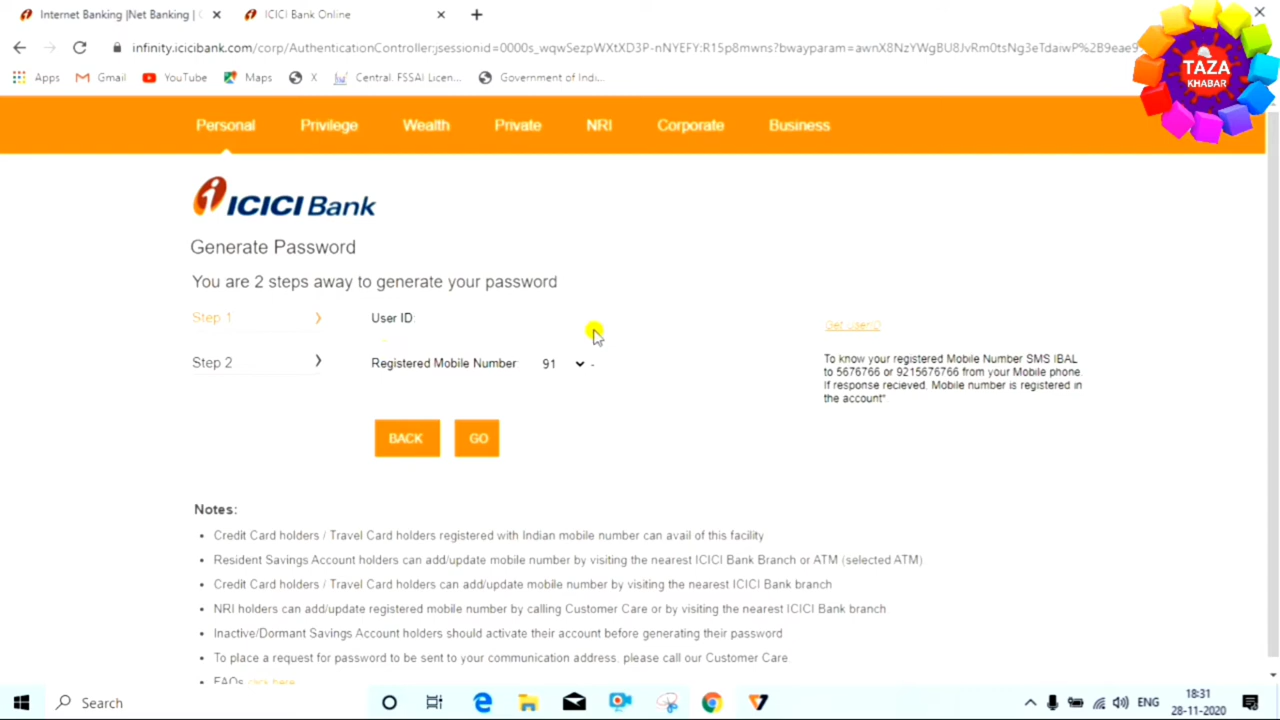 Internet Banking |Net Banking | (
ICICI Bank Online
infinity.icicibank.com/corp/AuthenticationController;jsessionid=0000s_wqwSezpWXtXD3P-nNYEFY:R15p8mwns?bwayparam=awnX8NzYWgBU8JvRm0tsNg3eTdaiwP%2B9eae9
TAZA
KHABAR
Apps Gmail YouTube Maps X Central. FSSAI Licen... Government of Indi...
Personal Privilege Wealth Private NRI Corporate Business
ICICI Bank
Generate Password
You are 2 steps away to generate your password
Step 1 User ID:
Get UserID
Step 2 Registered Mobile Number 91 -
To know your registered Mobile Number SMS IBAL
to 5676766 or 9215676766 from your Mobile phone.
If response recieved, Mobile number is registered in
the account"
BACK GO
Notes:
• Credit Card holders / Travel Card holders registered with Indian mobile number can avail of this facility
• Resident Savings Account holders can add/update mobile number by visiting the nearest ICICI Bank Branch or ATM (selected ATM)
• Credit Card holders / Travel Card holders can add/update mobile number by visiting the nearest ICICI Bank branch
• NRI holders can add/update registered mobile number by calling Customer Care or by visiting the nearest ICICI Bank branch
• Inactive/Dormant Savings Account holders should activate their account before generating their password
• To place a request for password to be sent to your communication address, please call our Customer Care
• FAQs click here
Search
ENG
18:31
28-11-2020